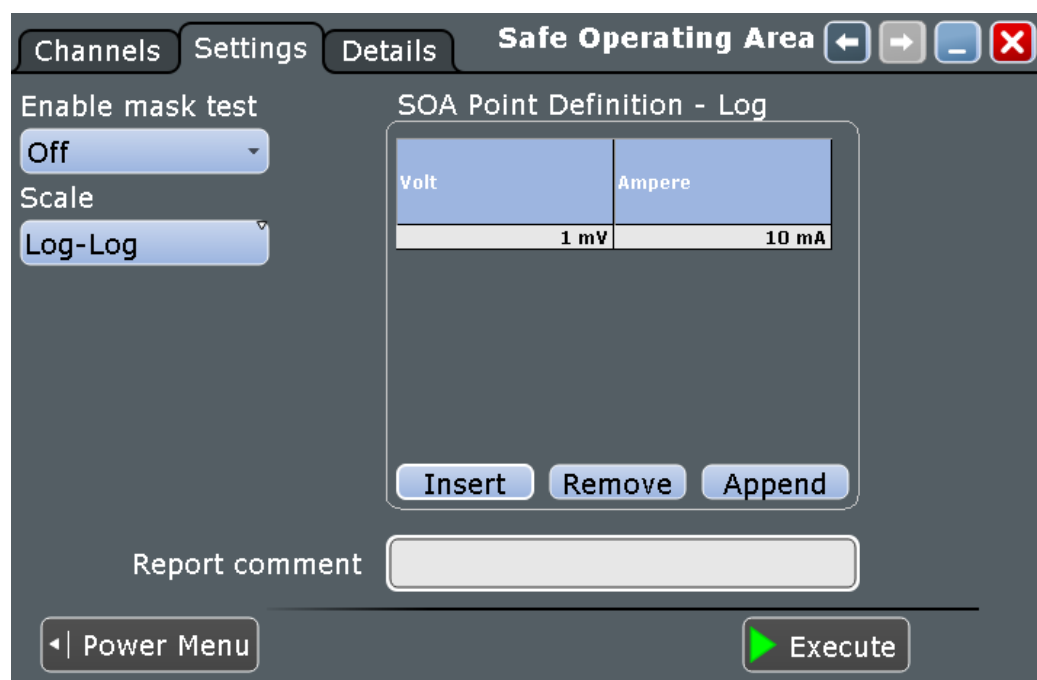 Channels Settings Details Safe Operating Area
Enable mask test
Off
Scale
Log-Log
SOA Point Definition - Log
Volt Ampere
1 mV 10 mA
Insert Remove Append
Report comment
Power Menu
Execute